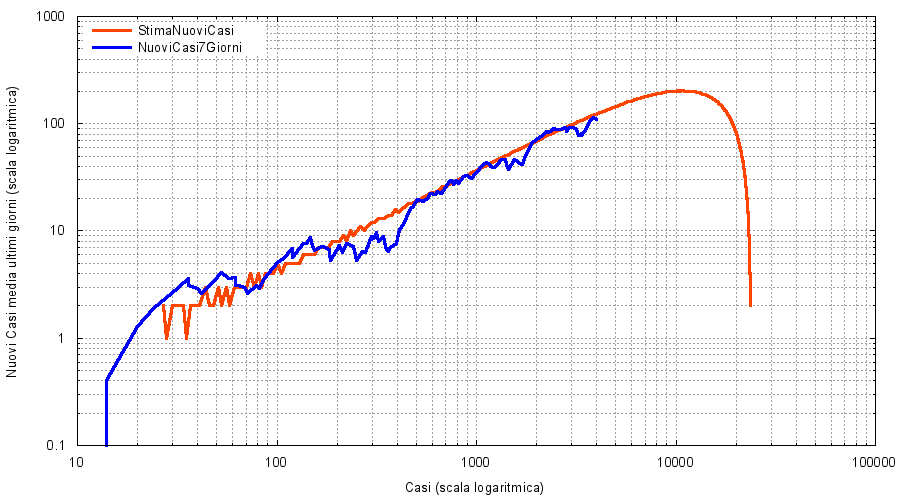 1000
100
10
1
0.1
Nuovi Casi media ultimi giorni (scala logaritmica)
StimaNuoviCasi
NuoviCasi7Giorni
10 100 1000 10000 100000
Casi (scala logaritmica)